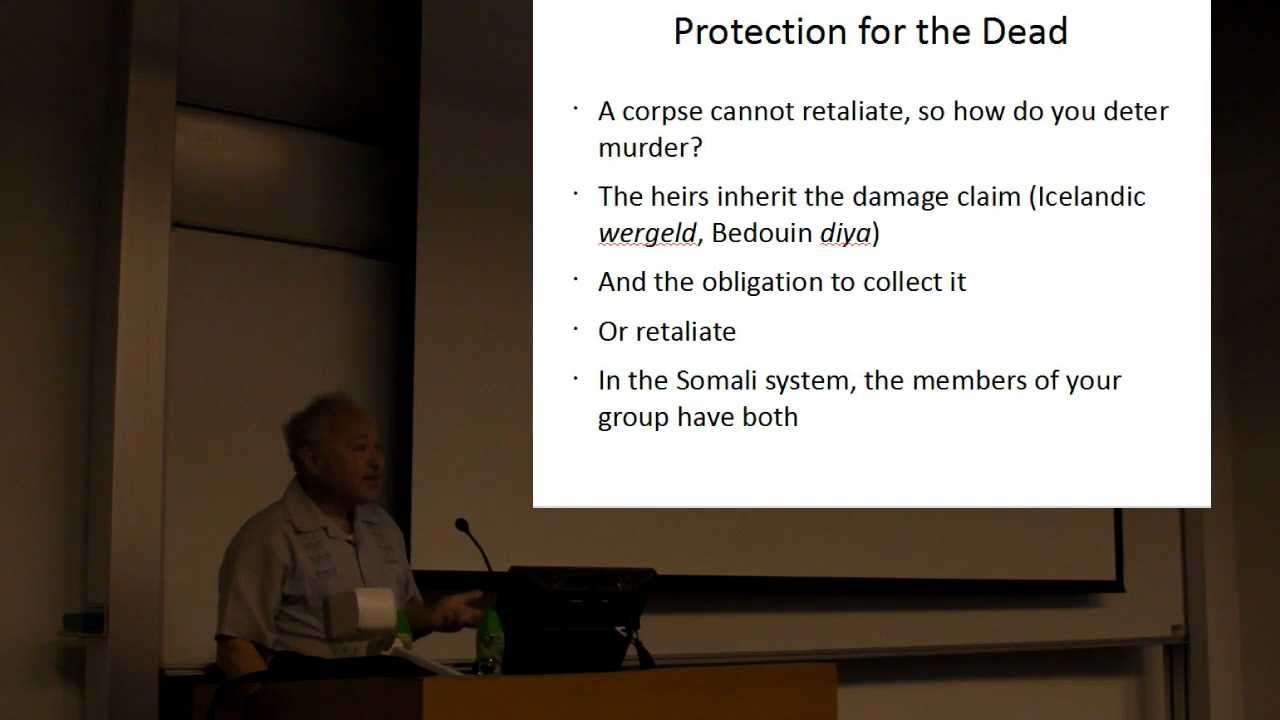 Protection for the Dead
· A corpse cannot retaliate, so how do you deter
murder?
· The heirs inherit the damage claim (Icelandic
wergeld, Bedouin diya)
· And the obligation to collect it
· Or retaliate
· In the Somali system, the members of your
group have both